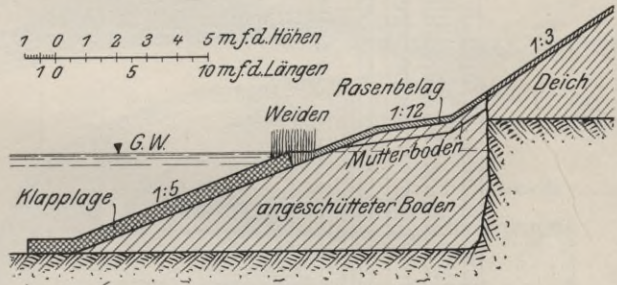 1 0 1 2 3 4 5 m.f.d. Höhen
1 0 5 10 m.f.d. Längen
1:3
Rasenbelag
Deich
Weiden
1:12
G.W.
Mutterboden
Klapplage
1:5
angeschütteter Boden